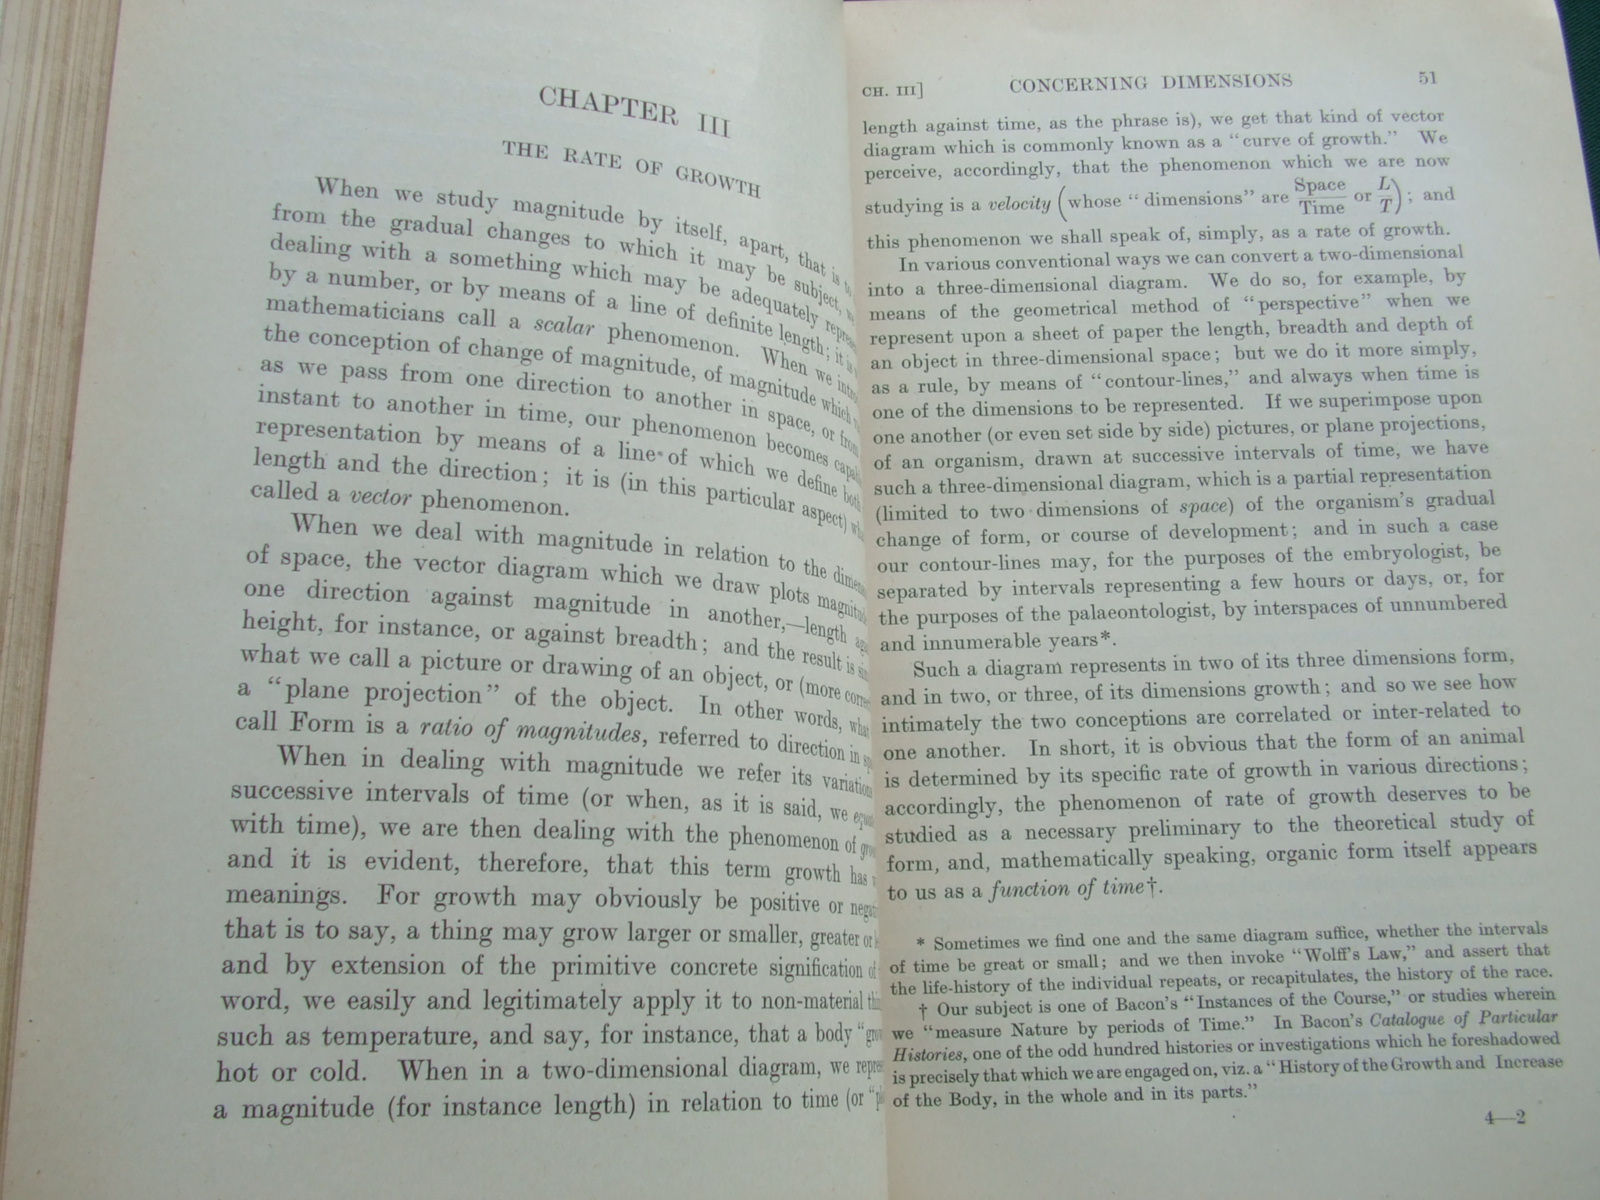 CHAPTER III
THE RATE OF GROWTH
When we study magnitude by itself, apart, that is to
from the gradual changes to which it may be subject,
dealing with a something which may be adequately
by a number, or by means of a line of definite length; it is
mathematicians call a scalar phenomenon. When we
the conception of change of magnitude, of magnitude which
as we pass from one direction to another in space, or from
instant to another in time, our phenomenon becomes
representation by means of a line of which we define both
length and the direction; it is (in this particular aspect)
called a vector phenomenon.
When we deal with magnitude in relation to the
of space, the vector diagram which we draw plots
one direction against magnitude in another,—length
height, for instance, or against breadth; and the result is
what we call a picture or drawing of an object, or (more
a “plane projection” of the object. In other words,
call Form is a ratio of magnitudes, referred to direction in
When in dealing with magnitude we refer its
successive intervals of time (or when, as it is said, we
with time), we are then dealing with the phenomenon of
and it is evident, therefore, that this term growth has
meanings. For growth may obviously be positive or
that is to say, a thing may grow larger or smaller, greater or
and by extension of the primitive concrete signification of
word, we easily and legitimately apply it to non-material
such as temperature, and say, for instance, that a body
hot or cold. When in a two-dimensional diagram, we
a magnitude (for instance length) in relation to time (or
CH. III] CONCERNING DIMENSIONS 51
length against time, as the phrase is), we get that kind of vector
diagram which is commonly known as a “curve of growth.” We
perceive, accordingly, that the phenomenon which we are now
studying is a velocity (whose “dimensions” are Space/Time or L/T); and
this phenomenon we shall speak of, simply, as a rate of growth.
In various conventional ways we can convert a two-dimensional
into a three-dimensional diagram. We do so, for example, by
means of the geometrical method of “perspective” when we
represent upon a sheet of paper the length, breadth and depth of
an object in three-dimensional space; but we do it more simply,
as a rule, by means of “contour-lines,” and always when time is
one of the dimensions to be represented. If we superimpose upon
one another (or even set side by side) pictures, or plane projections,
of an organism, drawn at successive intervals of time, we have
such a three-dimensional diagram, which is a partial representation
(limited to two dimensions of space) of the organism’s gradual
change of form, or course of development; and in such a case
our contour-lines may, for the purposes of the embryologist, be
separated by intervals representing a few hours or days, or, for
the purposes of the palaeontologist, by interspaces of unnumbered
and innumerable years*.
Such a diagram represents in two of its three dimensions form,
and in two, or three, of its dimensions growth; and so we see how
intimately the two conceptions are correlated or inter-related to
one another. In short, it is obvious that the form of an animal
is determined by its specific rate of growth in various directions;
accordingly, the phenomenon of rate of growth deserves to be
studied as a necessary preliminary to the theoretical study of
form, and, mathematically speaking, organic form itself appears
to us as a function of time†.
* Sometimes we find one and the same diagram suffice, whether the intervals
of time be great or small; and we then invoke “Wolff’s Law,” and assert that
the life-history of the individual repeats, or recapitulates, the history of the race.
† Our subject is one of Bacon’s “Instances of the Course,” or studies wherein
we “measure Nature by periods of Time.” In Bacon’s Catalogue of Particular
Histories, one of the odd hundred histories or investigations which he foreshadowed
is precisely that which we are engaged on, viz. a “History of the Growth and Increase
of the Body, in the whole and in its parts.”
4—2